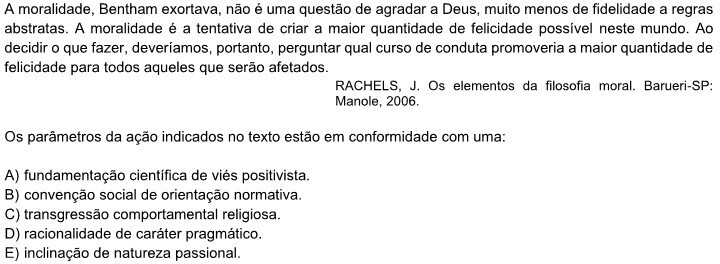 A moralidade, Bentham exortava, não é uma questão de agradar a Deus, muito menos de fidelidade a regras
abstratas. A moralidade é a tentativa de criar a maior quantidade de felicidade possível neste mundo. Ao
decidir o que fazer, deveríamos, portanto, perguntar qual curso de conduta promoveria a maior quantidade de
felicidade para todos aqueles que serão afetados.
RACHELS, J. Os elementos da filosofia moral. Barueri-SP:
Manole, 2006.
Os parâmetros da ação indicados no texto estão em conformidade com uma:
A) fundamentação científica de viés positivista.
B) convenção social de orientação normativa.
C) transgressão comportamental religiosa.
D) racionalidade de caráter pragmático.
E) inclinação de natureza passional.